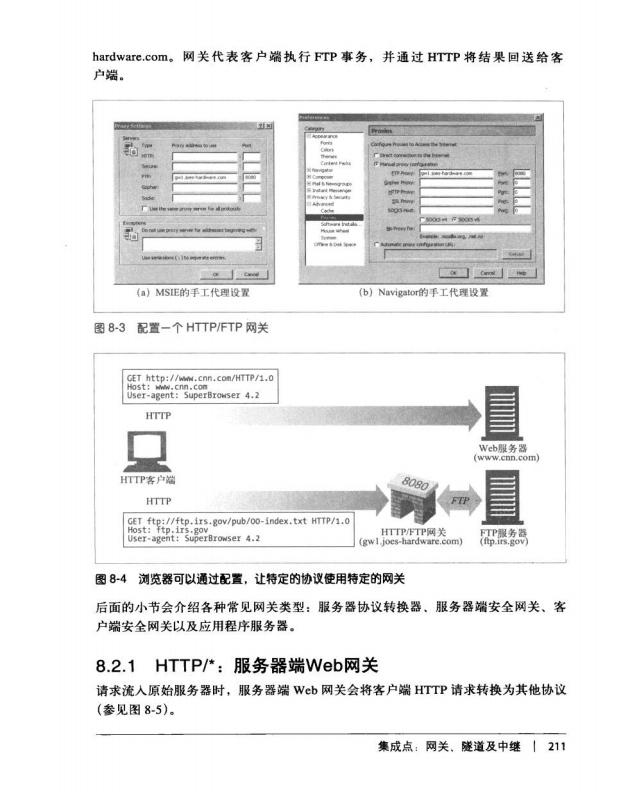 hardware.com。网关代表客户端执行 FTP 事务，并通过 HTTP 将结果回送给客
户端。
Proxy Settings
Servers
Type
Proxy address to use
Port
HTTP:
Secure:
FTP:
gw1.joes-hardware.com
8080
Gopher:
Socks:
Use the same proxy server for all protocols
Exceptions
Do not use proxy server for addresses beginning with:
Use semicolons ( ; ) to separate entries.
OK
Cancel
(a) MSIE的手工代理设置
Preferences
Category
Appearance
Fonts
Colors
Themes
Content Packs
Navigator
Composer
Mail & Newsgroups
Instant Messenger
Privacy & Security
Advanced
Cache
Proxies
Software Installa...
Mouse Wheel
System
Offline & Disk Space
Proxies
Configure Proxies to Access the Internet
Direct connection to the Internet
Manual proxy configuration
FTP Proxy:
gw1.joes-hardware.com
Port:
8080
Gopher Proxy:
Port:
0
HTTP Proxy:
Port:
0
SSL Proxy:
Port:
0
SOCKS Host:
Port:
0
SOCKS v4
SOCKS v5
No Proxy for:
Example: .mozilla.org, .net.nz
Automatic proxy configuration URL:
Reload
OK
Cancel
Help
(b) Navigator的手工代理设置
图 8-3 配置一个 HTTP/FTP 网关
GET http://www.cnn.com/HTTP/1.0
Host: www.cnn.com
User-agent: SuperBrowser 4.2
HTTP
Web服务器
(www.cnn.com)
HTTP客户端
8080
HTTP
FTP
GET ftp://ftp.irs.gov/pub/00-index.txt HTTP/1.0
Host: ftp.irs.gov
User-agent: SuperBrowser 4.2
HTTP/FTP网关
(gw1.joes-hardware.com)
FTP服务器
(ftp.irs.gov)
图 8-4 浏览器可以通过配置，让特定的协议使用特定的网关
后面的小节会介绍各种常见网关类型：服务器协议转换器、服务器端安全网关、客
户端安全网关以及应用程序服务器。
8.2.1 HTTP/*：服务器端Web网关
请求流入原始服务器时，服务器端 Web 网关会将客户端 HTTP 请求转换为其他协议
（参见图 8-5）。
集成点：网关、隧道及中继 | 211